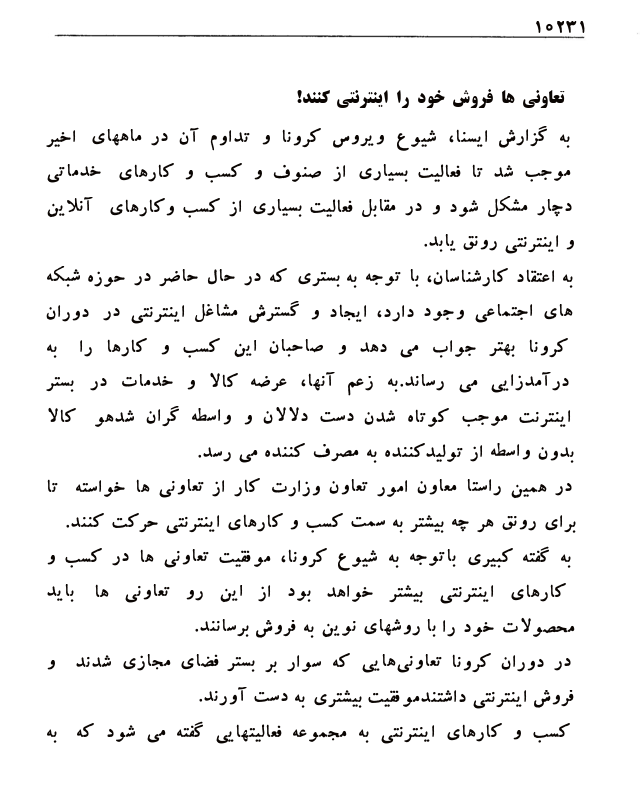 ۱۰۲۳۱
تعاونی ها فروش خود را اینترنتی کنند!
به گزارش ایسنا، شیوع ویروس کرونا و تداوم آن در ماههای اخیر
موجب شد تا فعالیت بسیاری از صنوف و کسب و کارهای خدماتی
دچار مشکل شود و در مقابل فعالیت بسیاری از کسب وکارهای آنلاین
و اینترنتی رونق یابد.
به اعتقاد کارشناسان، با توجه به بستری که در حال حاضر در حوزه شبکه
های اجتماعی وجود دارد، ایجاد و گسترش مشاغل اینترنتی در دوران
کرونا بهتر جواب می دهد و صاحبان این کسب و کارها را به
درآمدزایی می رساند.به زعم آنها، عرضه کالا و خدمات در بستر
اینترنت موجب کوتاه شدن دست دلالان و واسطه گران شدهو کالا
بدون واسطه از تولیدکننده به مصرف کننده می رسد.
در همین راستا معاون امور تعاون وزارت کار از تعاونی ها خواسته تا
برای رونق هر چه بیشتر به سمت کسب و کارهای اینترنتی حرکت کنند.
به گفته کبیری باتوجه به شیوع کرونا، موفقیت تعاونی ها در کسب و
کارهای اینترنتی بیشتر خواهد بود از این رو تعاونی ها باید
محصولات خود را با روشهای نوین به فروش برسانند.
در دوران کرونا تعاونی‌هایی که سوار بر بستر فضای مجازی شدند و
فروش اینترنتی داشتندموفقیت بیشتری به دست آورند.
کسب و کارهای اینترنتی به مجموعه فعالیتهایی گفته می شود که به